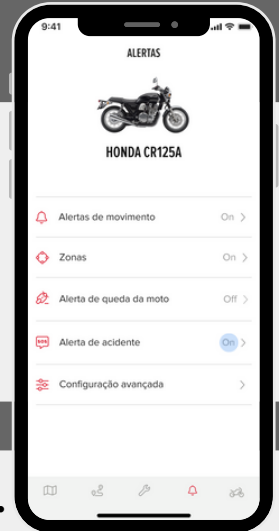 9:41
ALERTAS
HONDA CR125A
Alertas de movimento On
Zonas On
Alerta de queda da moto Off
SOS
Alerta de acidente On
Configuração avançada